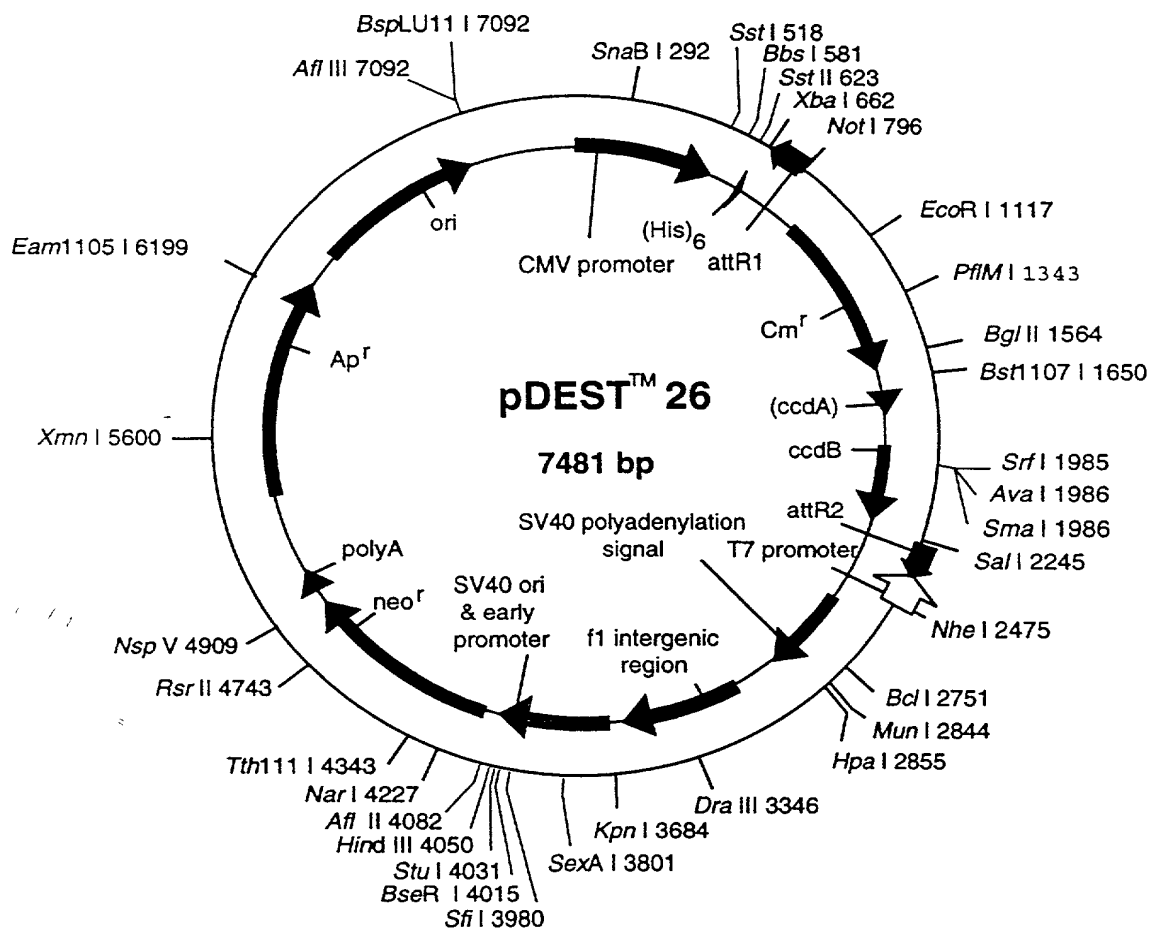 BspLU11 I 7092
Afl III 7092
SnaB I 292
Sst I 518
Bbs I 581
Sst II 623
Xba I 662
Not I 796
EcoR I 1117
PflM I 1343
Bgl II 1564
Bst1107 I 1650
Srf I 1985
Ava I 1986
Sma I 1986
Sal I 2245
Nhe I 2475
Bcl I 2751
Mun I 2844
Hpa I 2855
Dra III 3346
Kpn I 3684
SexA I 3801
Sfi I 3980
BseR I 4015
Stu I 4031
Hind III 4050
Afl II 4082
Nar I 4227
Tth111 I 4343
Rsr II 4743
Nsp V 4909
Xmn I 5600
Eam1105 I 6199
ori
CMV promoter
(His)6
attR1
Cmr
(ccdA)
ccdB
attR2
T7 promoter
SV40 polyadenylation
signal
f1 intergenic
region
SV40 ori
& early
promoter
neor
polyA
Apr
pDEST™ 26
7481 bp